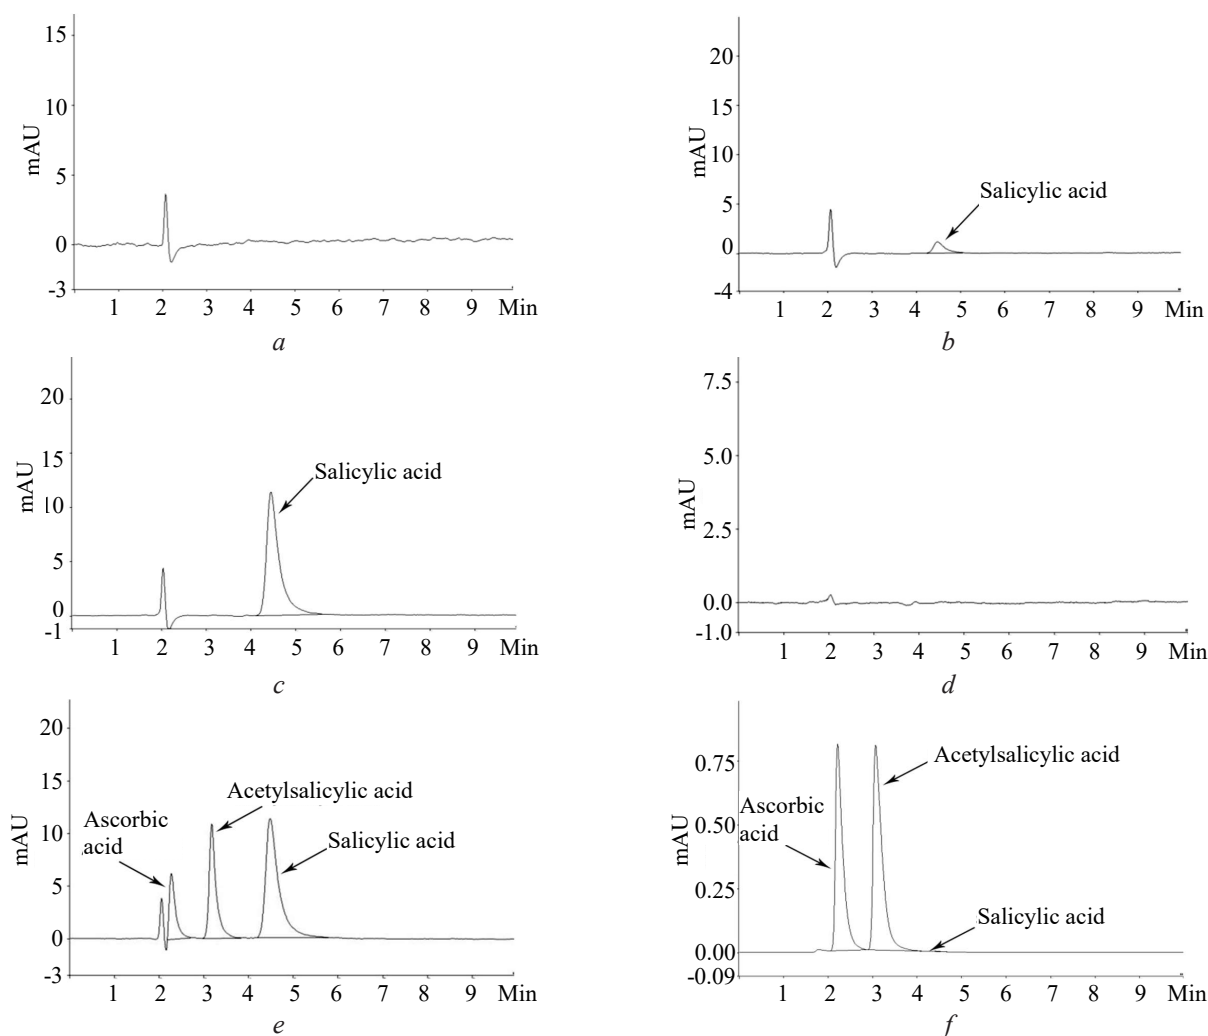 15
10
5
0
-3
mAU
1 2 3 4 5 6 7 8 9 Min
a
20
15
10
5
0
-4
mAU
Salicylic acid
1 2 3 4 5 6 7 8 9 Min
b
20
15
10
5
0
-1
mAU
Salicylic acid
1 2 3 4 5 6 7 8 9 Min
c
7.5
5.0
2.5
0.0
-1.0
mAU
1 2 3 4 5 6 7 8 9 Min
d
20
15
10
5
0
-3
mAU
Ascorbic
acid
Acetylsalicylic acid
Salicylic acid
1 2 3 4 5 6 7 8 9 Min
e
0.75
0.50
0.25
0.00
-0.09
mAU
Ascorbic
acid
Acetylsalicylic acid
Salicylic acid
1 2 3 4 5 6 7 8 9 Min
f